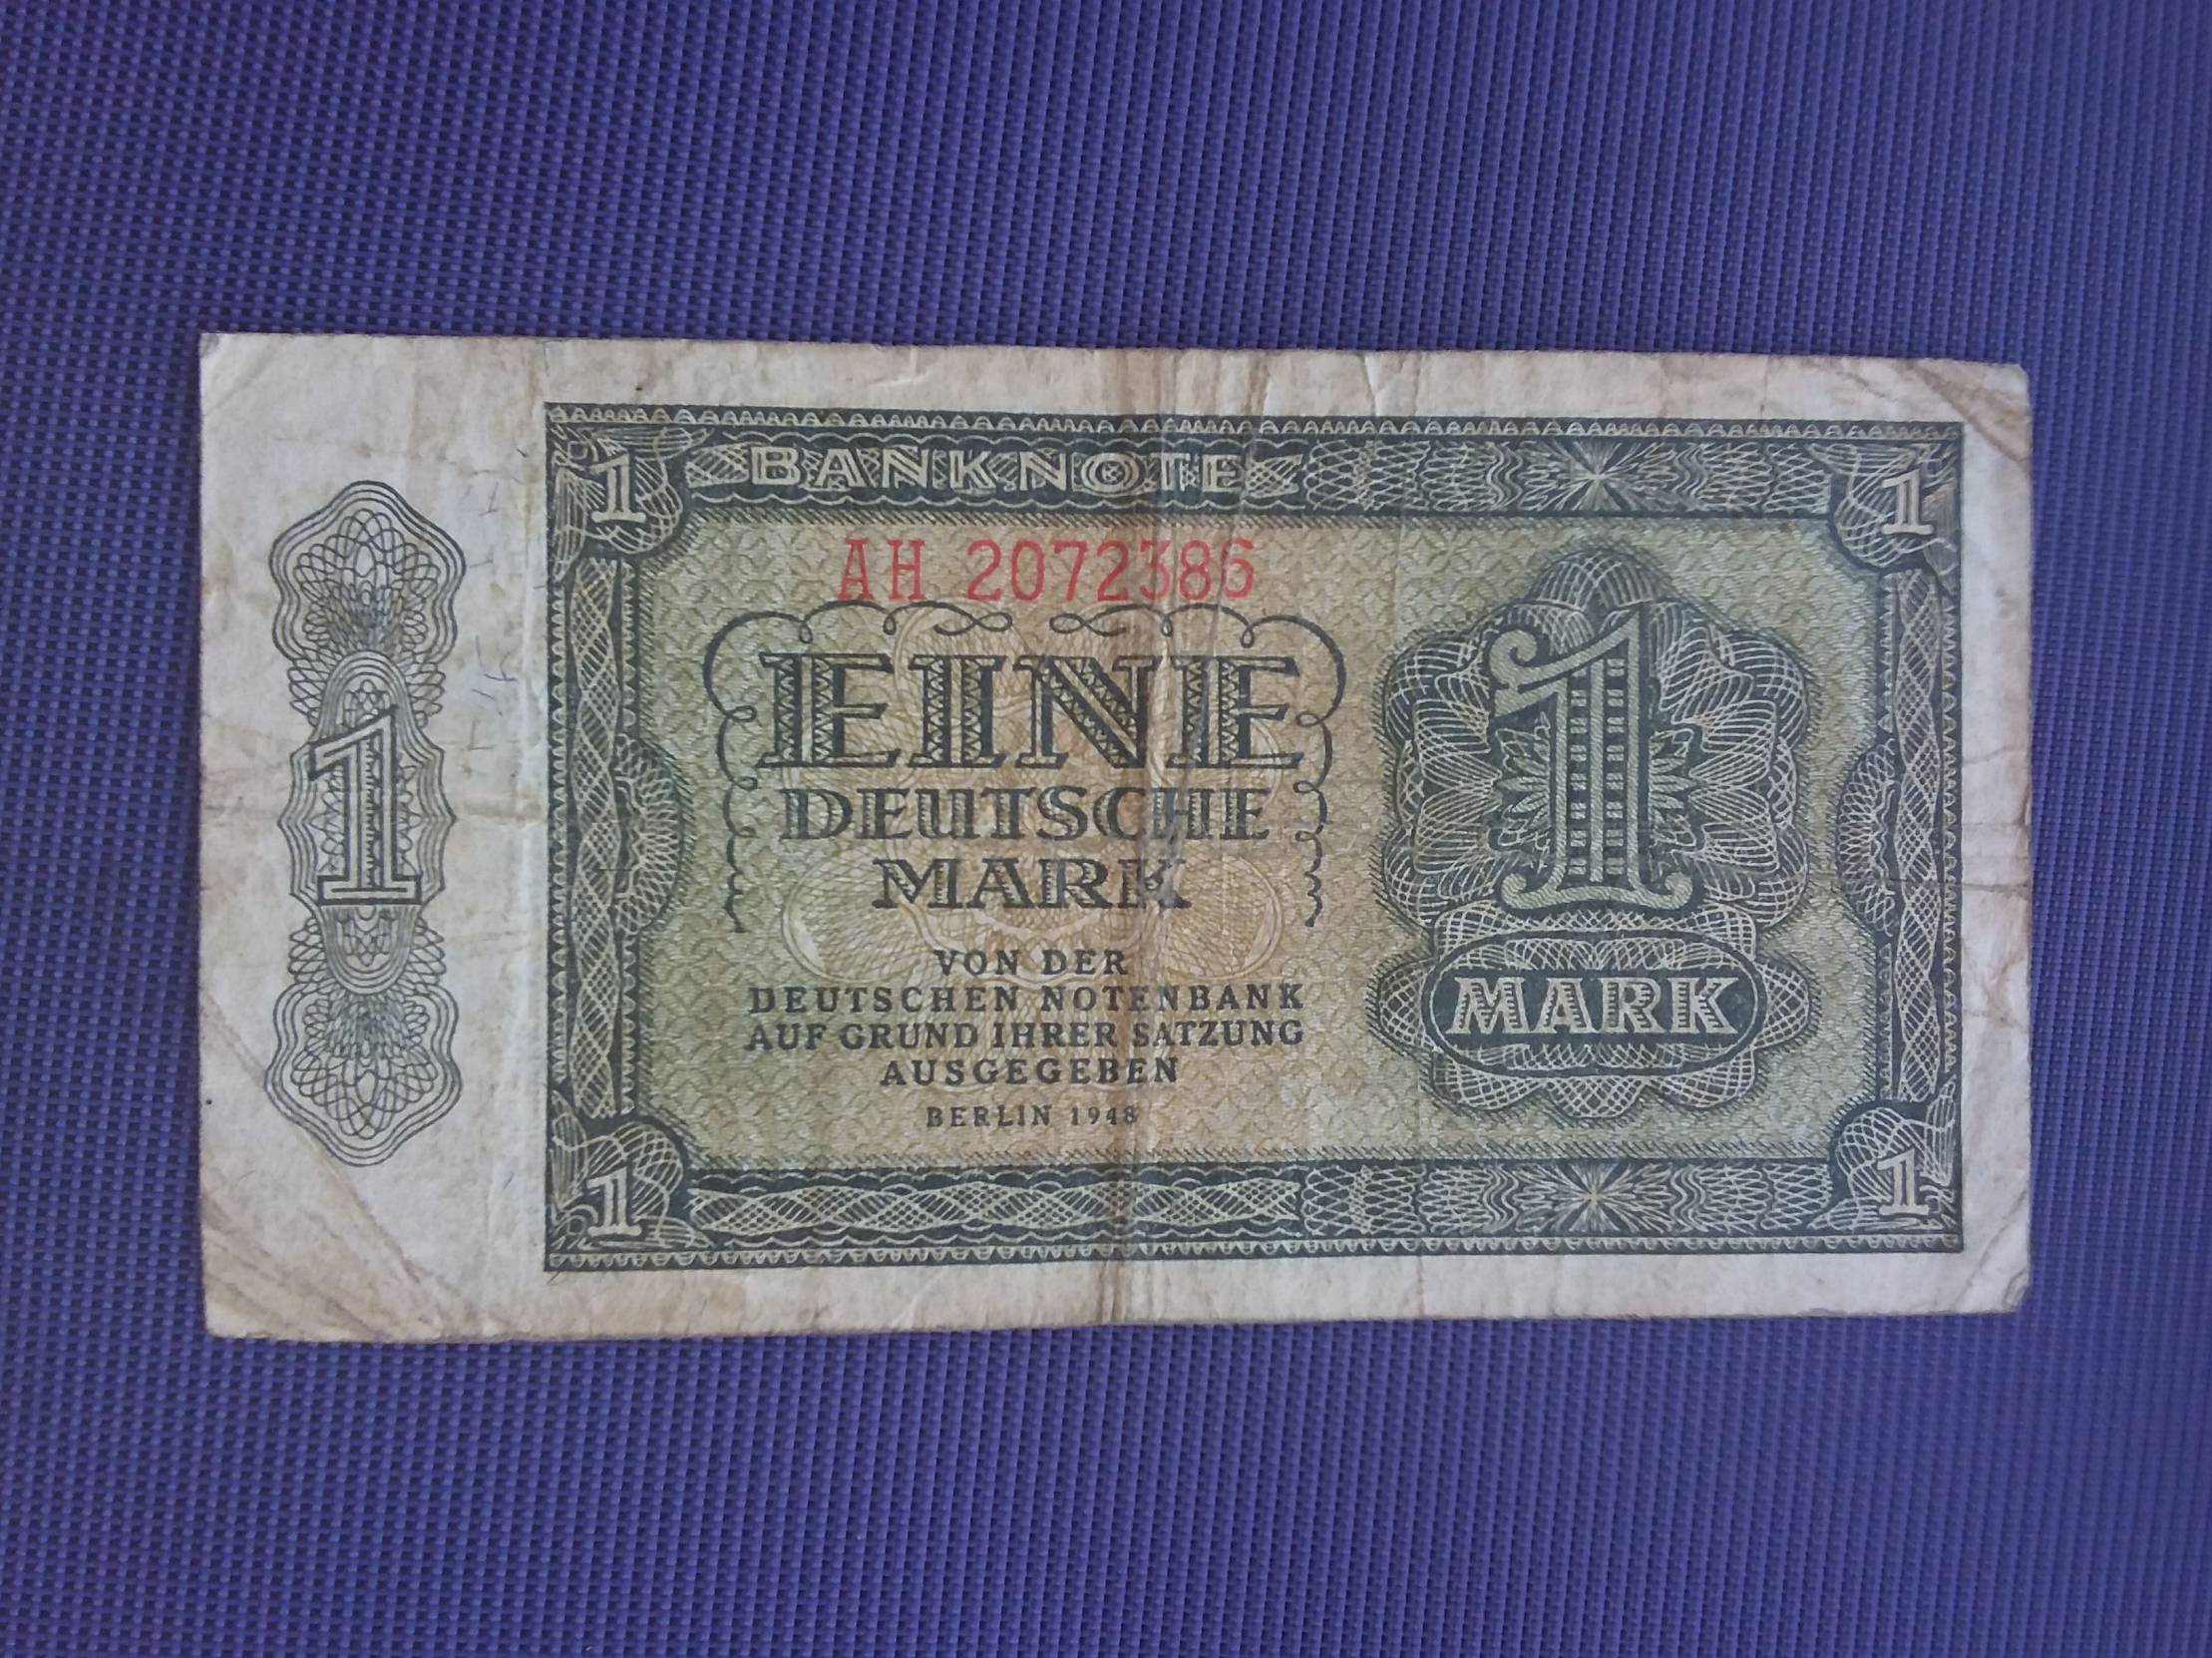 1 BANKNOTE 1
AH 2072386
EINE
DEUTSCHE
MARK
VON DER
DEUTSCHEN NOTENBANK
AUF GRUND IHRER SATZUNG
AUSGEGEBEN
BERLIN 1948
1
1
MARK
1
1